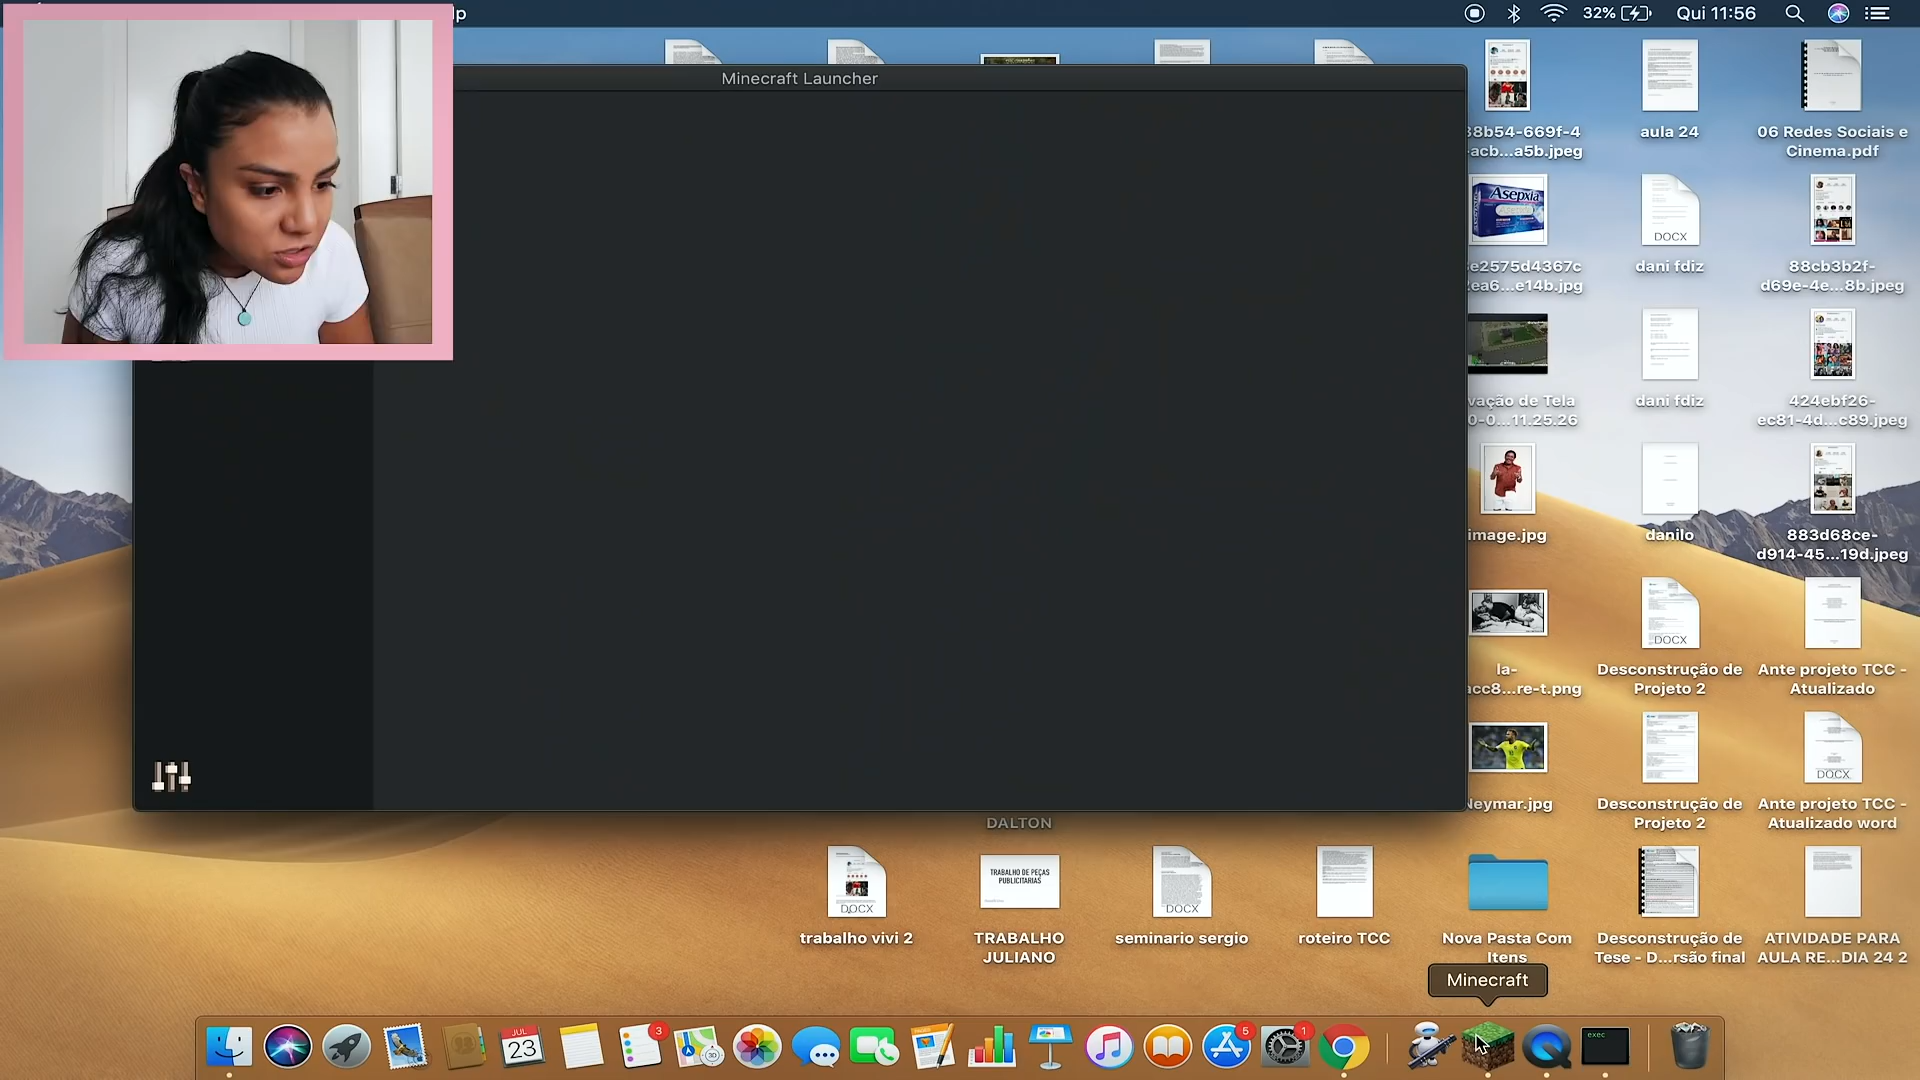 lp
32%
Qui 11:56
Minecraft Launcher
38b54-669f-4
-acb...a5b.jpeg
aula 24
06 Redes Sociais e
Cinema.pdf
Asepxia
DOCX
e2575d4367c
ea6...e14b.jpg
dani fdiz
88cb3b2f-
d69e-4e...8b.jpeg
vação de Tela
0-0...11.25.26
dani fdiz
424ebf26-
ec81-4d...c89.jpeg
image.jpg
danilo
883d68ce-
d914-45...19d.jpeg
DOCX
la-
acc8...re-t.png
Desconstrução de
Projeto 2
Ante projeto TCC -
Atualizado
DOCX
Neymar.jpg
Desconstrução de
Projeto 2
Ante projeto TCC -
Atualizado word
DALTON
TRABALHO DE PEÇAS
PUBLICITARIAS
DOCX
DOCX
trabalho vivi 2
TRABALHO
JULIANO
seminario sergio
roteiro TCC
Nova Pasta Com
Itens
Desconstrução de
Tese - D...rsão final
ATIVIDADE PARA
AULA RE...DIA 24 2
Minecraft
JUL
23
3
3D
5
1
exec